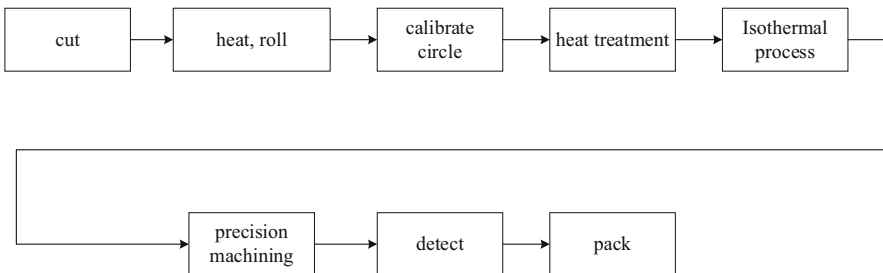 cut
heat, roll
calibrate
circle
heat treatment
Isothermal
process
precision
machining
detect
pack